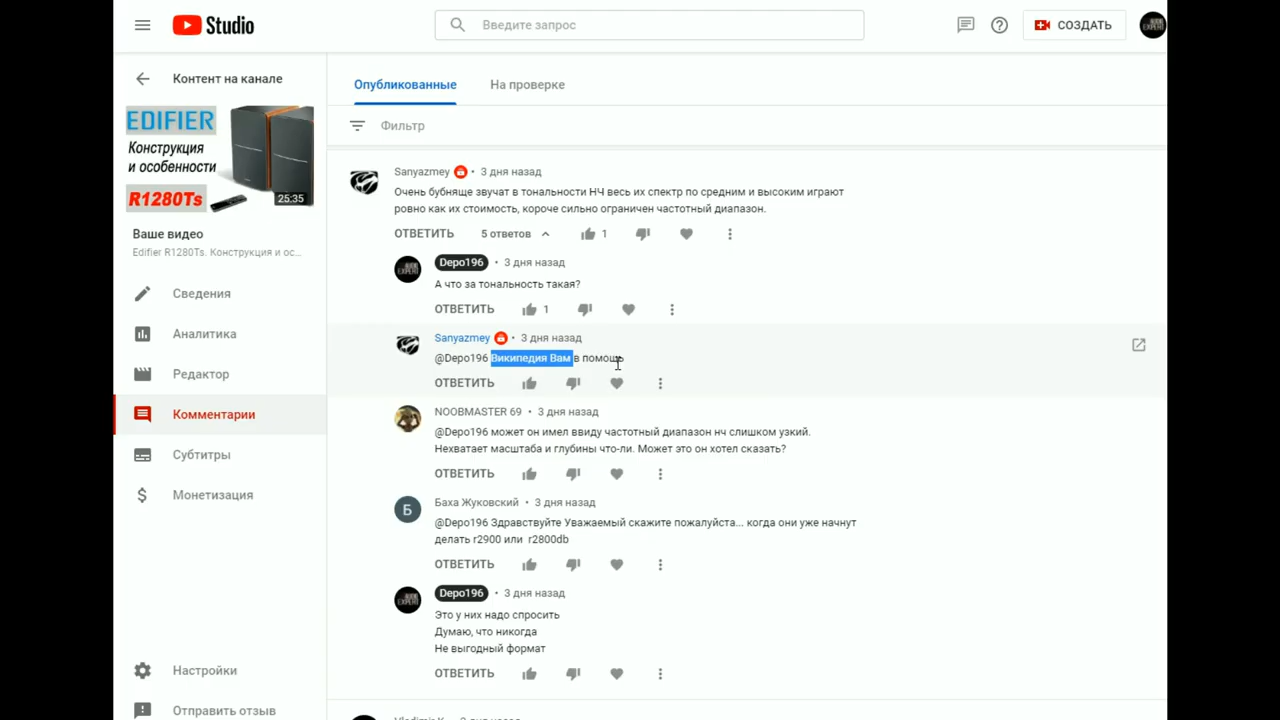 Studio
Введите запрос
СОЗДАТЬ
Контент на канале
EDIFIER
Конструкция
и особенности
R1280Ts
25:35
Ваше видео
Edifier R1280Ts. Конструкция и ос...
Сведения
Аналитика
Редактор
Комментарии
Субтитры
Монетизация
Настройки
Отправить отзыв
Опубликованные
На проверке
Фильтр
Sanyazmey • 3 дня назад
Очень бубняще звучат в тональности НЧ весь их спектр по средним и высоким играют
ровно как их стоимость, короче сильно ограничен частотный диапазон.
ОТВЕТИТЬ 5 ответов 1
Depo196 • 3 дня назад
А что за тональность такая?
ОТВЕТИТЬ 1
Sanyazmey • 3 дня назад
@Depo196 Википедия Вам в помощь
ОТВЕТИТЬ
NOOBMASTER 69 • 3 дня назад
@Depo196 может он имел ввиду частотный диапазон нч слишком узкий.
Нехватает масштаба и глубины что-ли. Может это он хотел сказать?
ОТВЕТИТЬ
Б
Баха Жуковский • 3 дня назад
@Depo196 Здравствуйте Уважаемый скажите пожалуйста... когда они уже начнут
делать r2900 или r2800db
ОТВЕТИТЬ
Depo196 • 3 дня назад
Это у них надо спросить
Думаю, что никогда
Не выгодный формат
ОТВЕТИТЬ